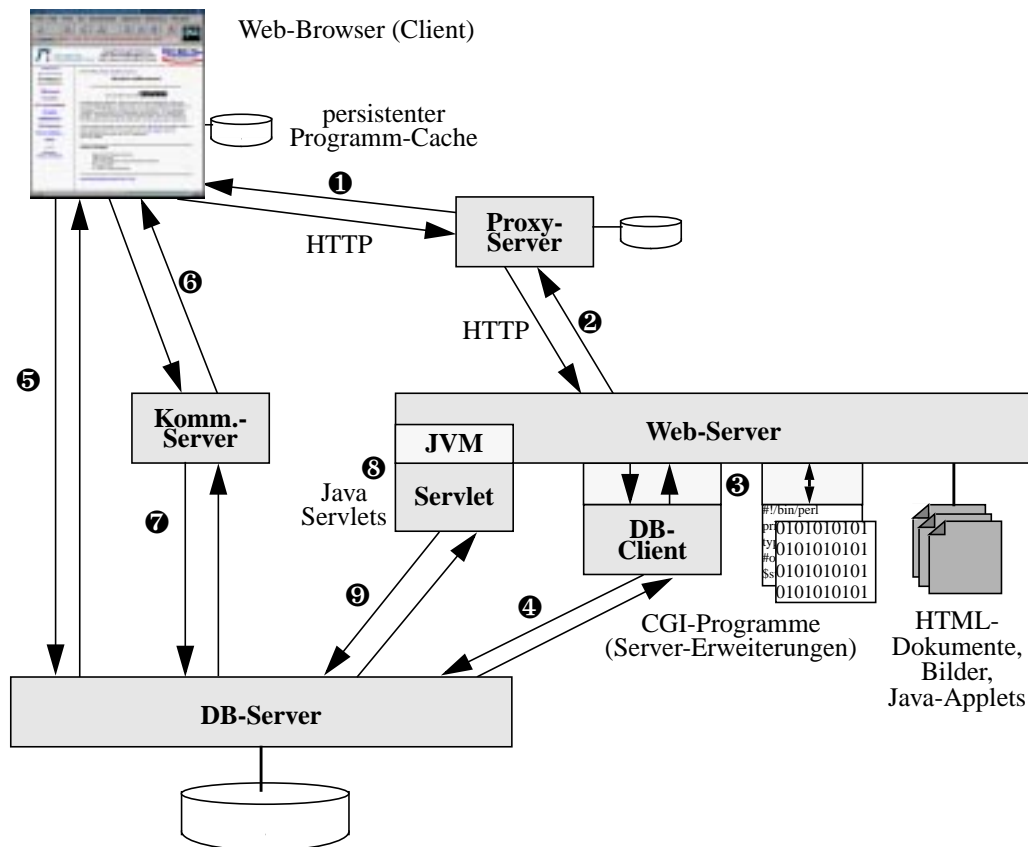 Web-Browser (Client)
persistenter
Programm-Cache
❶
HTTP
Proxy-
Server
❻
HTTP
❷
❺
Komm.-
Server
Web-Server
JVM
❽
Servlet
Java
Servlets
❸
DB-
Client
#!/bin/perl
0101010101
0101010101
0101010101
0101010101
❼
❾
❹
CGI-Programme
(Server-Erweiterungen)
HTML-
Dokumente,
Bilder,
Java-Applets
DB-Server